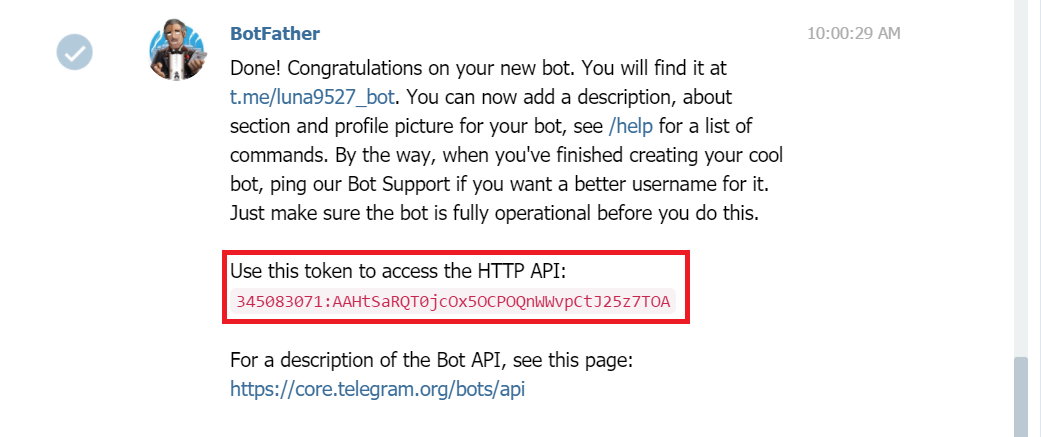 BotFather
10:00:29 AM
Done! Congratulations on your new bot. You will find it at
t.me/luna9527_bot. You can now add a description, about
section and profile picture for your bot, see /help for a list of
commands. By the way, when you've finished creating your cool
bot, ping our Bot Support if you want a better username for it.
Just make sure the bot is fully operational before you do this.
Use this token to access the HTTP API:
345083071:AAHtSaRQT0jcOx5OCPOQnWWvpCtJ25z7TOA
For a description of the Bot API, see this page:
https://core.telegram.org/bots/api